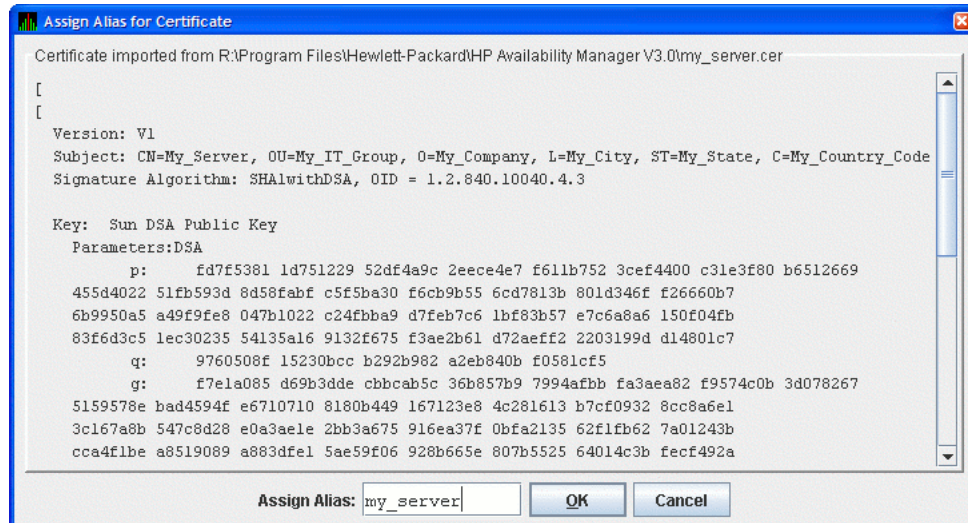 Assign Alias for Certificate
Certificate imported from R:\Program Files\Hewlett-Packard\HP Availability Manager V3.0\my_server.cer
[
[
Version: V1
Subject: CN=My_Server, OU=My_IT_Group, O=My_Company, L=My_City, ST=My_State, C=My_Country_Code
Signature Algorithm: SHA1withDSA, OID = 1.2.840.10040.4.3
Key: Sun DSA Public Key
Parameters:DSA
p: fd7f5381 1d751229 52df4a9c 2eece4e7 f611b752 3cef4400 c31e3f80 b6512669
455d4022 51fb593d 8d58fabf c5f5ba30 f6cb9b55 6cd7813b 801d346f f26660b7
6b9950a5 a49f9fe8 047b1022 c24fbba9 d7feb7c6 1bf83b57 e7c6a8a6 150f04fb
83f6d3c5 1ec30235 54135a16 9132f675 f3ae2b61 d72aeff2 2203199d d14801c7
q: 9760508f 15230bcc b292b982 a2eb840b f0581cf5
g: f7e1a085 d69b3dde cbbcab5c 36b857b9 7994afbb fa3aea82 f9574c0b 3d078267
5159578e bad4594f e6710710 8180b449 167123e8 4c281613 b7cf0932 8cc8a6e1
3c167a8b 547c8d28 e0a3ae1e 2bb3a675 916ea37f 0bfa2135 62f1fb62 7a01243b
cca4f1be a8519089 a883dfe1 5ae59f06 928b665e 807b5525 64014c3b fecf492a
Assign Alias: my_server OK Cancel